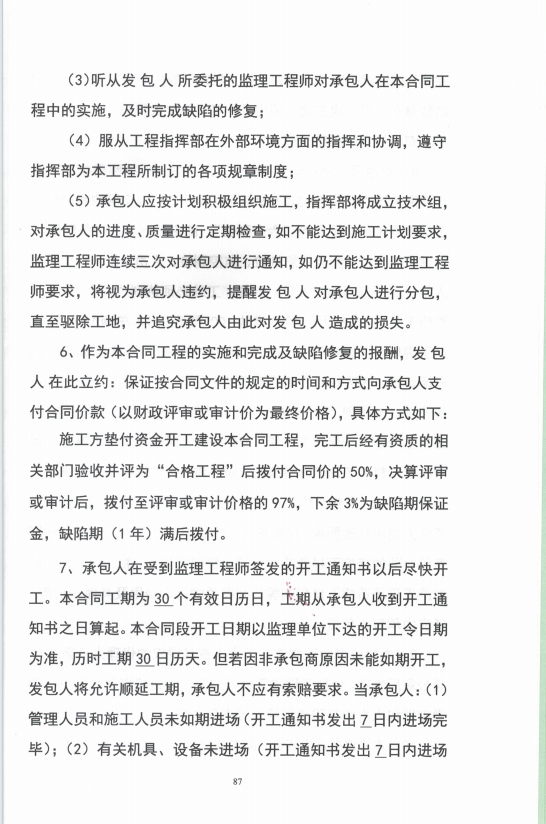 （3）听从发 包 人 所委托的监理工程师对承包人在本合同工
程中的实施，及时完成缺陷的修复；
（4）服从工程指挥部在外部环境方面的指挥和协调，遵守
指挥部为本工程所制订的各项规章制度；
（5）承包人应按计划积极组织施工，指挥部将成立技术组，
对承包人的进度、质量进行定期检查，如不能达到施工计划要求，
监理工程师连续三次对承包人进行通知，如仍不能达到监理工程
师要求，将视为承包人违约，提醒发 包 人 对承包人进行分包，
直至驱除工地，并追究承包人由此对发 包 人 造成的损失。
6、作为本合同工程的实施和完成及缺陷修复的报酬，发 包
人 在此立约：保证按合同文件的规定的时间和方式向承包人支
付合同价款（以财政评审或审计价为最终价格），具体方式如下：
施工方垫付资金开工建设本合同工程，完工后经有资质的相
关部门验收并评为“合格工程”后拨付合同价的 50%，决算评审
或审计后，拨付至评审或审计价格的 97%，下余 3%为缺陷期保证
金，缺陷期（1 年）满后拨付。
7、承包人在受到监理工程师签发的开工通知书以后尽快开
工。本合同工期为 30 个有效日历日，工期从承包人收到开工通
知书之日算起。本合同段开工日期以监理单位下达的开工令日期
为准，历时工期 30 日历天。但若因非承包商原因未能如期开工，
发包人将允许顺延工期，承包人不应有索赔要求。当承包人：（1）
管理人员和施工人员未如期进场（开工通知书发出 7 日内进场完
毕）；（2）有关机具、设备未进场（开工通知书发出 7 日内进场
87